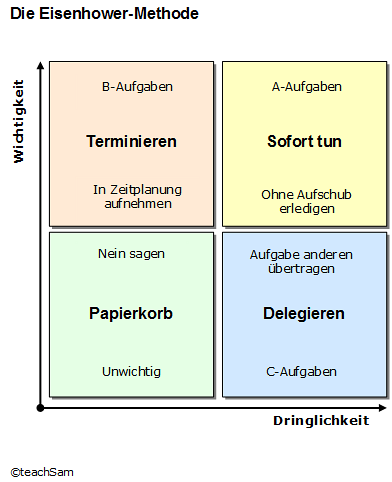 Die Eisenhower-Methode
Wichtigkeit
B-Aufgaben
Terminieren
In Zeitplanung
aufnehmen
A-Aufgaben
Sofort tun
Ohne Aufschub
erledigen
Nein sagen
Papierkorb
Unwichtig
Aufgabe anderen
übertragen
Delegieren
C-Aufgaben
Dringlichkeit
©teachSam